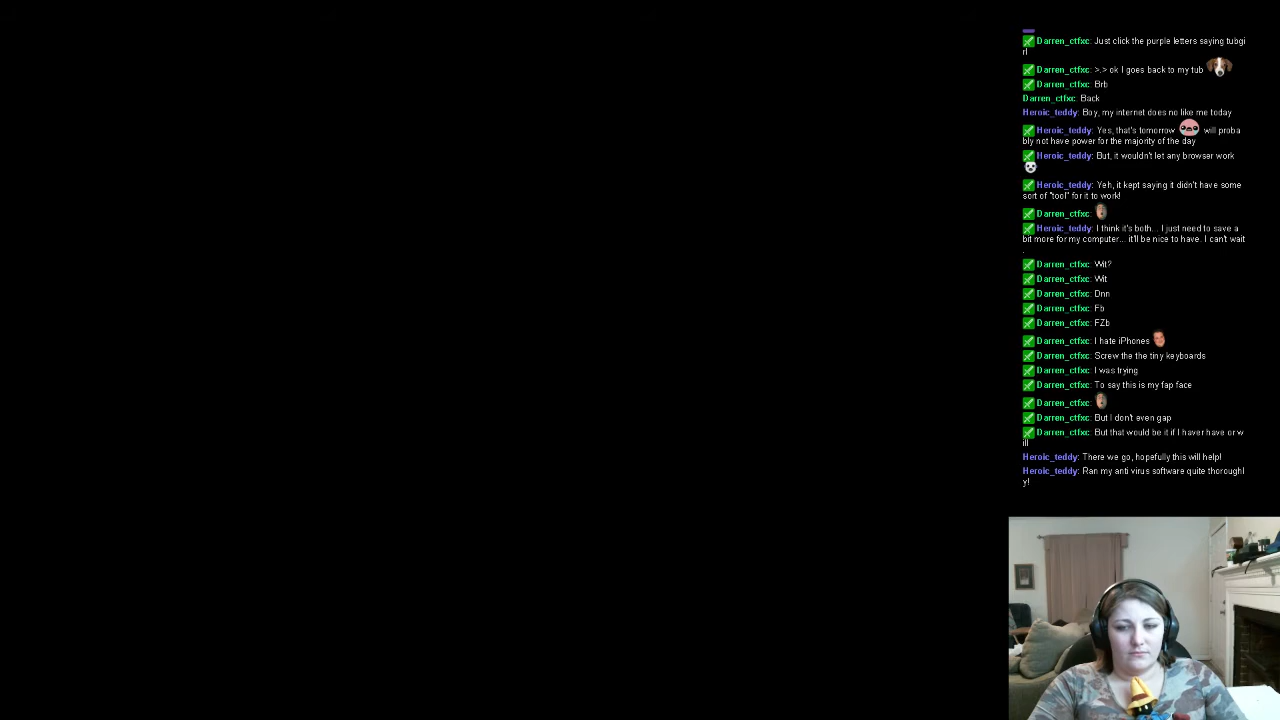 Darren_ctfxc: Just click the purple letters saying tubgi
rl
Darren_ctfxc: >.> ok I goes back to my tub
Darren_ctfxc: Brb
Darren_ctfxc: Back
Heroic_teddy: Boy, my internet does no like me today
Heroic_teddy: Yes, that's tomorrow will proba
bly not have power for the majority of the day
Heroic_teddy: But, it wouldn't let any browser work
Heroic_teddy: Yeh, it kept saying it didn't have some
sort of "tool" for it to work!
Darren_ctfxc:
Heroic_teddy: I think it's both... I just need to save a
bit more for my computer... it'll be nice to have. I can't wait
.
Darren_ctfxc: Wit?
Darren_ctfxc: Wit
Darren_ctfxc: Dnn
Darren_ctfxc: Fb
Darren_ctfxc: FZb
Darren_ctfxc: I hate iPhones
Darren_ctfxc: Screw the the tiny keyboards
Darren_ctfxc: I was trying
Darren_ctfxc: To say this is my fap face
Darren_ctfxc:
Darren_ctfxc: But I don't even gap
Darren_ctfxc: But that would be it if I haver have or w
ill
Heroic_teddy: There we go, hopefully this will help!
Heroic_teddy: Ran my anti virus software quite thoroughl
y!